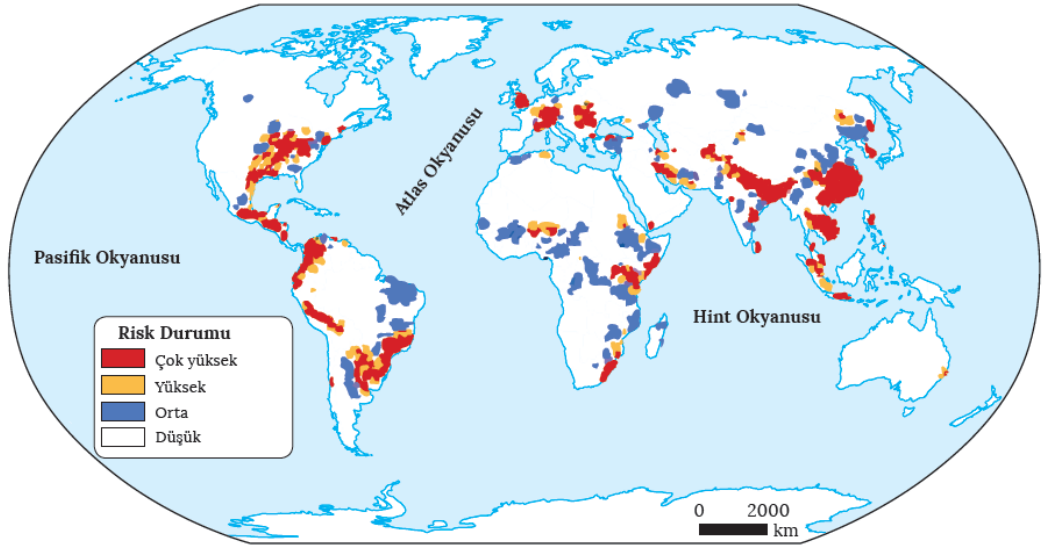 Atlas Okyanusu
Pasifik Okyanusu
Hint Okyanusu
Risk Durumu
Çok yüksek
Yüksek
Orta
Düşük
0 2000
km